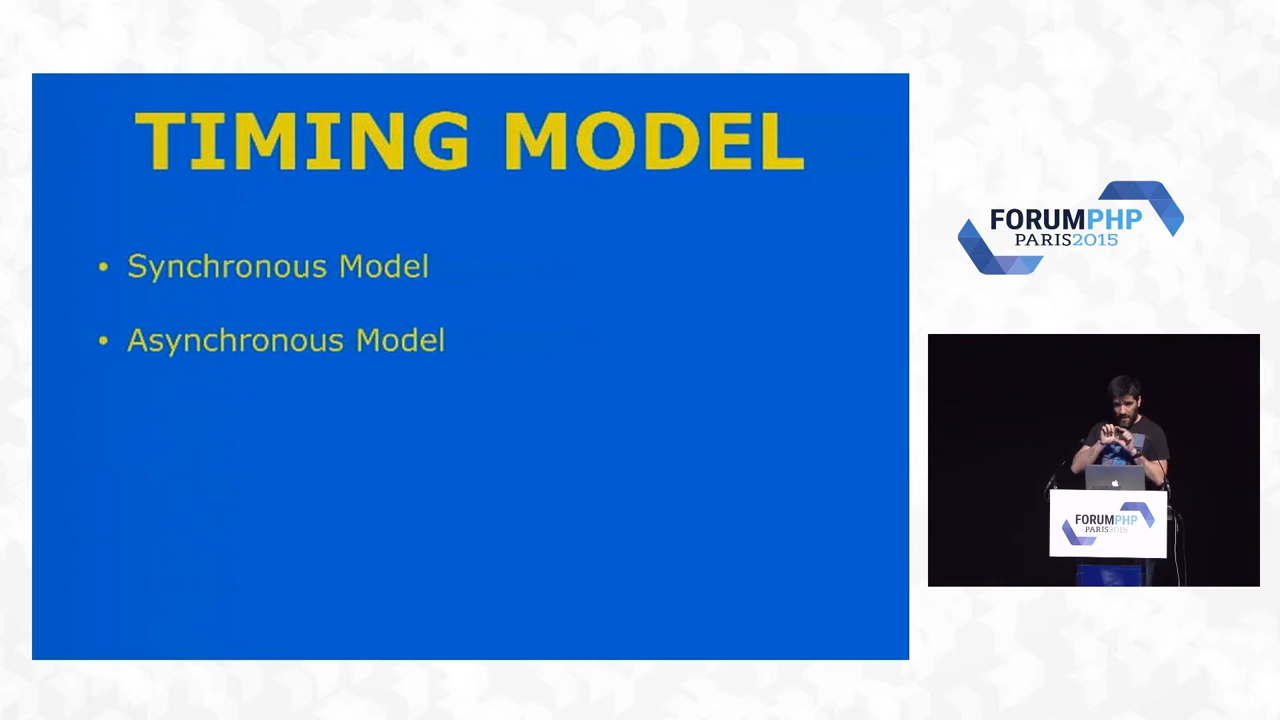 TIMING MODEL
• Synchronous Model
• Asynchronous Model
FORUMPHP
PARIS2015
FORUMPHP
PARIS2015